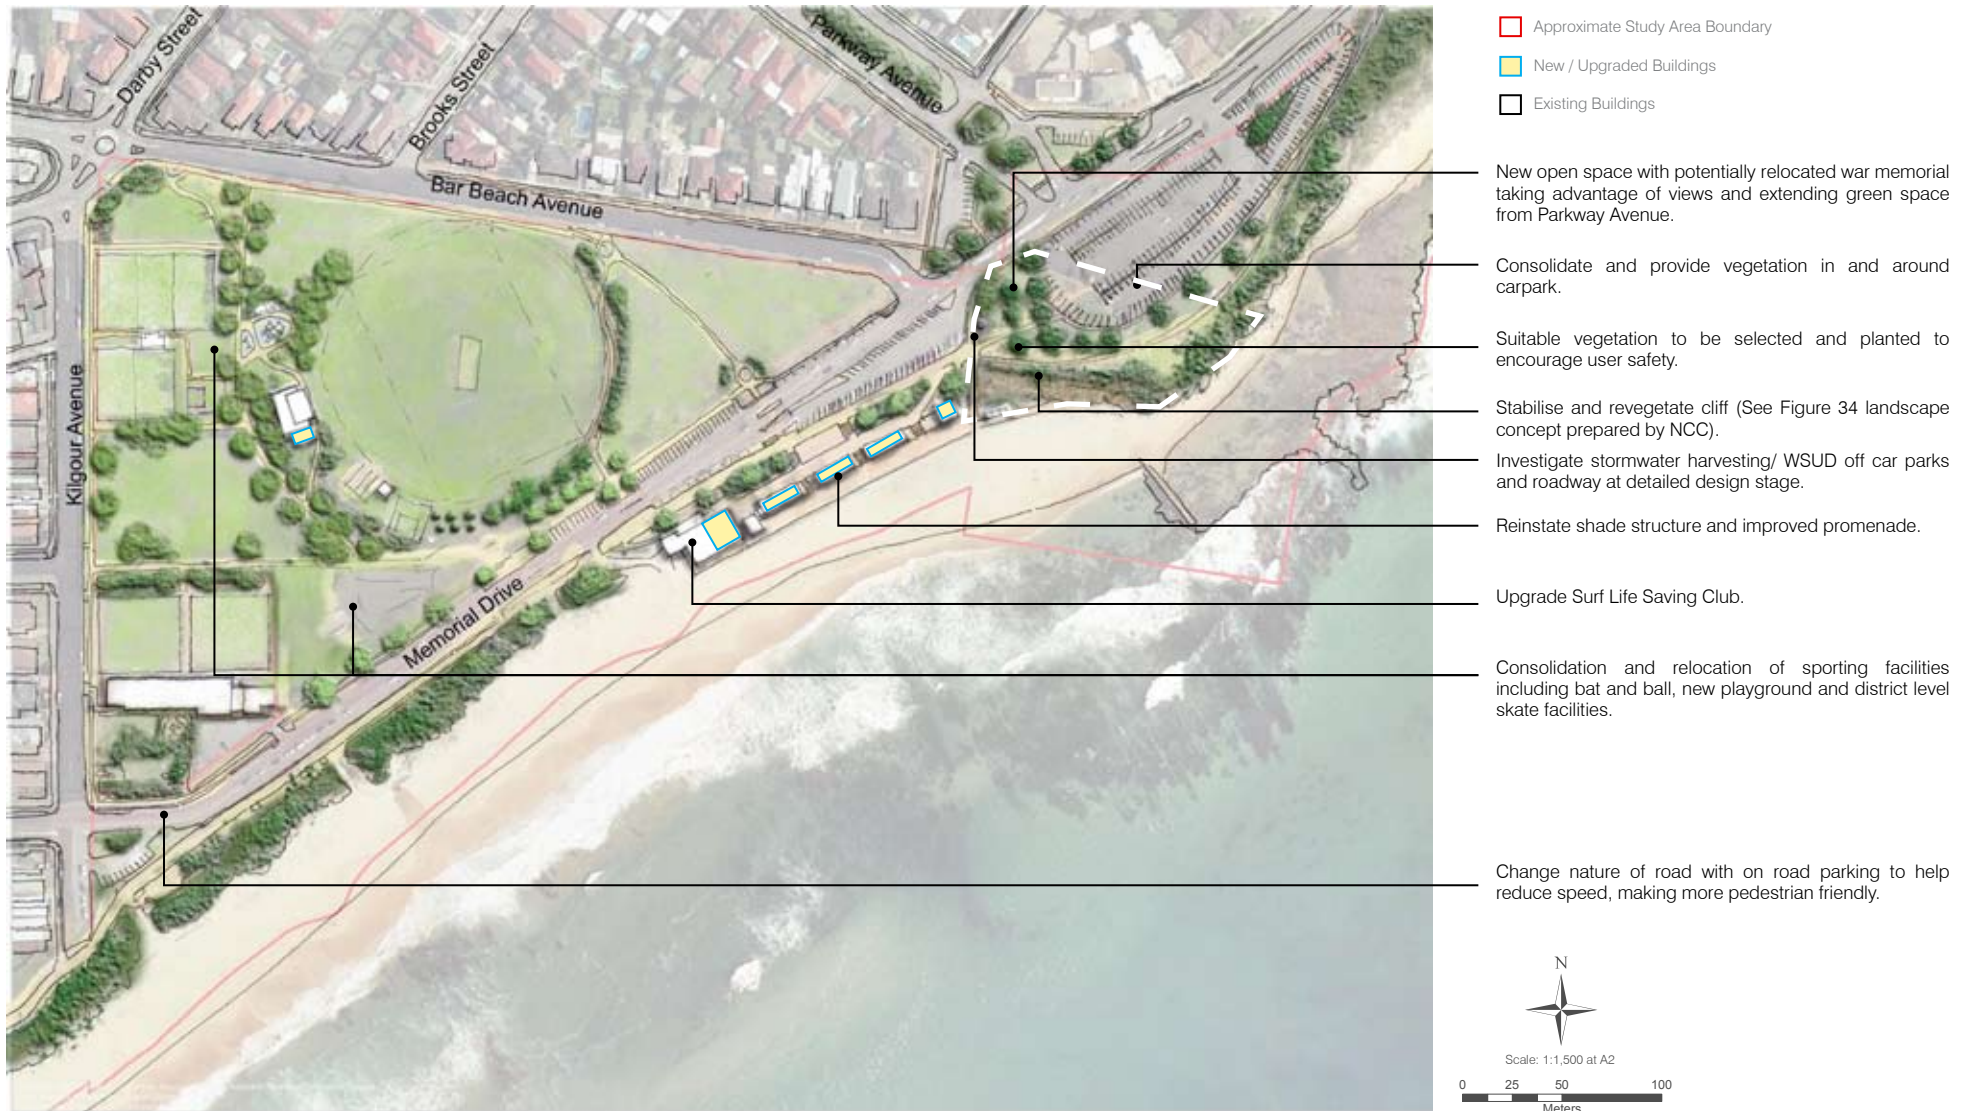 Approximate Study Area Boundary
New / Upgraded Buildings
Existing Buildings
Darby Street
Brooks Street
Parkway Avenue
Bar Beach Avenue
Kilgour Avenue
Memorial Drive
New open space with potentially relocated war memorial
taking advantage of views and extending green space
from Parkway Avenue.
Consolidate and provide vegetation in and around
carpark.
Suitable vegetation to be selected and planted to
encourage user safety.
Stabilise and revegetate cliff (See Figure 34 landscape
concept prepared by NCC).
Investigate stormwater harvesting/ WSUD off car parks
and roadway at detailed design stage.
Reinstate shade structure and improved promenade.
Upgrade Surf Life Saving Club.
Consolidation and relocation of sporting facilities
including bat and ball, new playground and district level
skate facilities.
Change nature of road with on road parking to help
reduce speed, making more pedestrian friendly.
N
Scale: 1:1,500 at A2
0 25 50 100
Meters